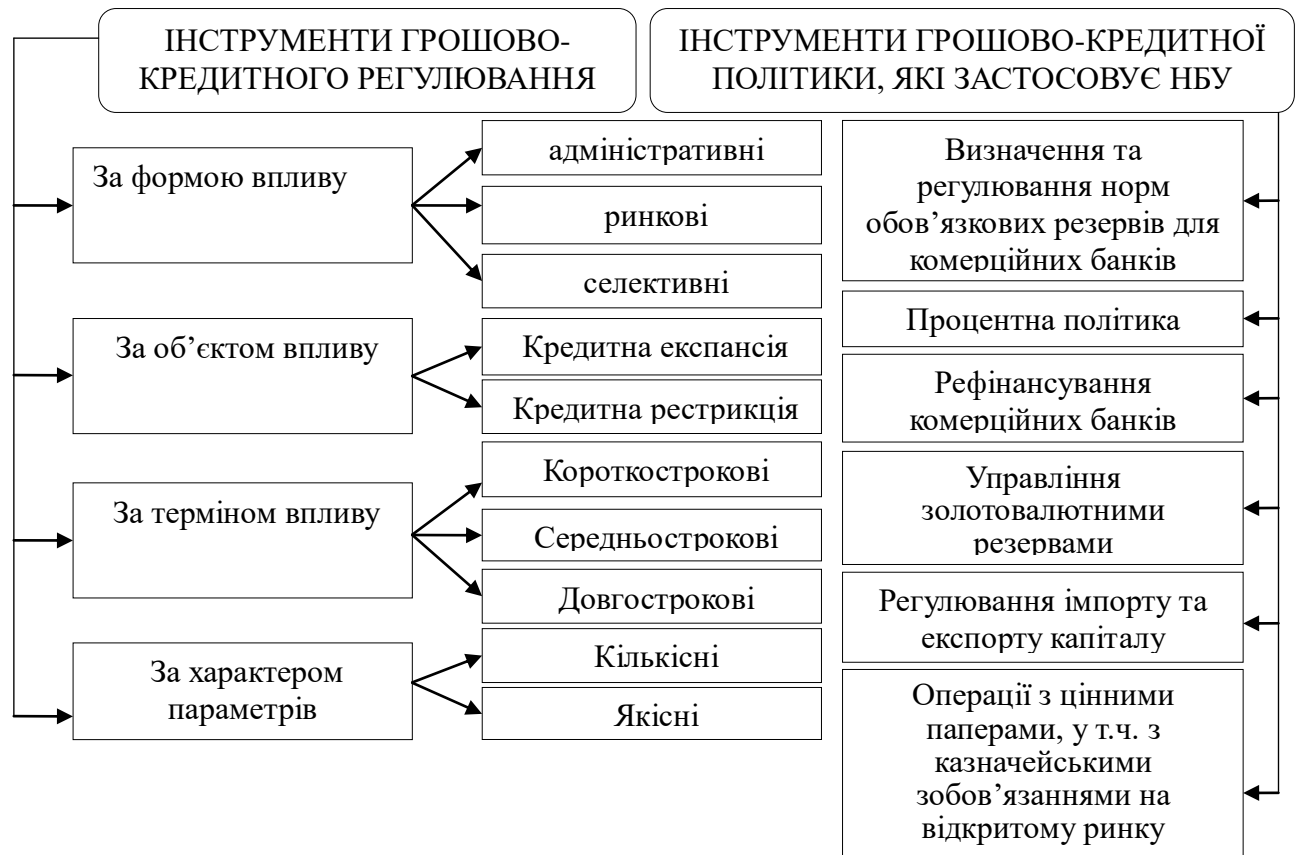 ІНСТРУМЕНТИ ГРОШОВО-
КРЕДИТНОГО РЕГУЛЮВАННЯ
ІНСТРУМЕНТИ ГРОШОВО-КРЕДИТНОЇ
ПОЛІТИКИ, ЯКІ ЗАСТОСОВУЄ НБУ
За формою впливу
адміністративні
ринкові
селективні
За об’єктом впливу
Кредитна експансія
Кредитна рестрикція
За терміном впливу
Короткострокові
Середньострокові
Довгострокові
За характером
параметрів
Кількісні
Якісні
Визначення та
регулювання норм
обов’язкових резервів для
комерційних банків
Процентна політика
Рефінансування
комерційних банків
Управління
золотовалютними
резервами
Регулювання імпорту та
експорту капіталу
Операції з цінними
паперами, у т.ч. з
казначейськими
зобов’язаннями на
відкритому ринку